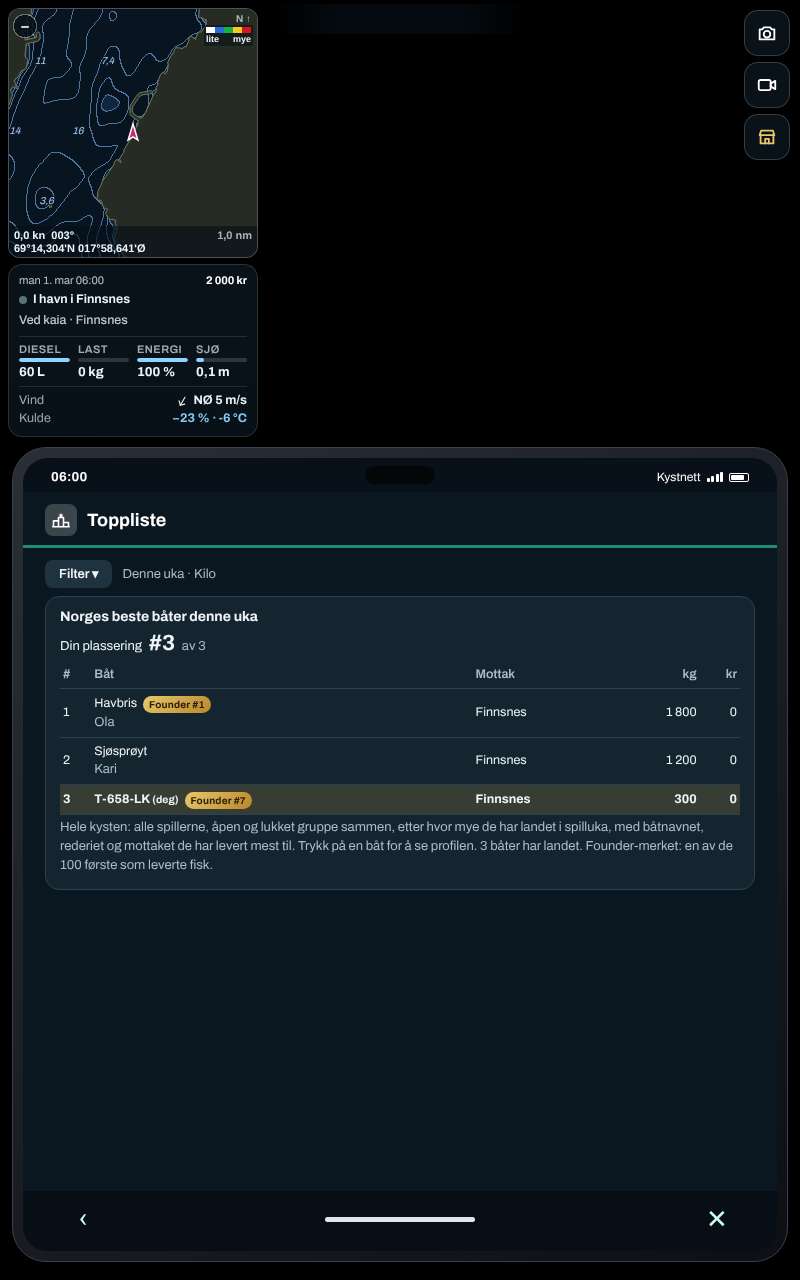 N ↑
lite mye
11
7,4
14
16
3,6
0,0 kn 003° 1,0 nm
69°14,304'N 017°58,641'Ø
man 1. mar 06:00 2 000 kr
I havn i Finnsnes
Ved kaia · Finnsnes
DIESEL LAST ENERGI SJØ
60 L 0 kg 100 % 0,1 m
Vind ↙ NØ 5 m/s
Kulde −23 % · -6 °C
06:00 Kystnett
Toppliste
Filter ▾ Denne uka · Kilo
Norges beste båter denne uka
Din plassering #3 av 3
# Båt Mottak kg kr
1 Havbris Founder #1 Finnsnes 1 800 0
Ola
2 Sjøsprøyt Finnsnes 1 200 0
Kari
3 T-658-LK (deg) Founder #7 Finnsnes 300 0
Hele kysten: alle spillerne, åpen og lukket gruppe sammen, etter hvor mye de har landet i spilluka, med båtnavnet,
rederiet og mottaket de har levert mest til. Trykk på en båt for å se profilen. 3 båter har landet. Founder-merket: en av de
100 første som leverte fisk.